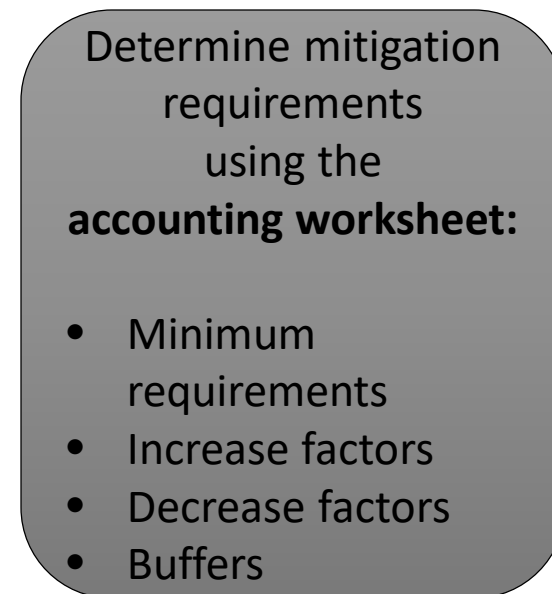 Determine mitigation
requirements
using the
accounting worksheet:
• Minimum
requirements
• Increase factors
• Decrease factors
• Buffers